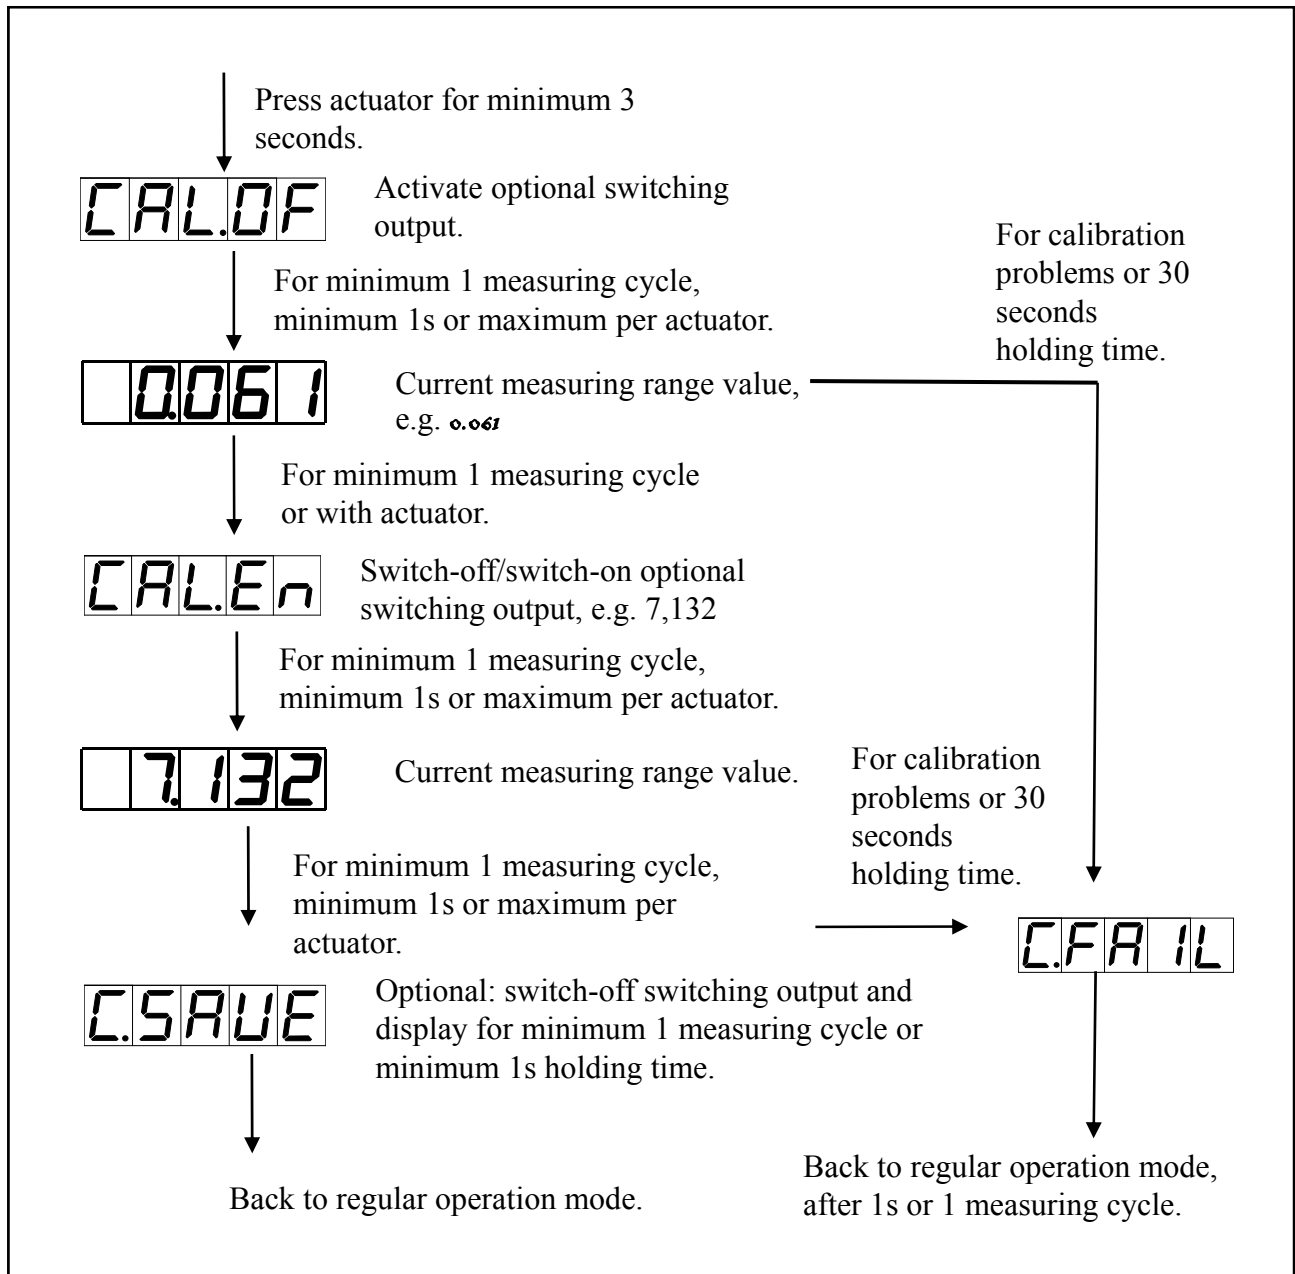 Press actuator for minimum 3
seconds.
CAL.OF
Activate optional switching
output.
For minimum 1 measuring cycle,
minimum 1s or maximum per actuator.
For calibration
problems or 30
seconds
holding time.
0.061
Current measuring range value,
e.g. 0.061
For minimum 1 measuring cycle
or with actuator.
CAL.En
Switch-off/switch-on optional
switching output, e.g. 7,132
For minimum 1 measuring cycle,
minimum 1s or maximum per actuator.
7.132
Current measuring range value.
For calibration
problems or 30
seconds
holding time.
For minimum 1 measuring cycle,
minimum 1s or maximum per
actuator.
C.FAIL
C.SAVE
Optional: switch-off switching output and
display for minimum 1 measuring cycle or
minimum 1s holding time.
Back to regular operation mode.
Back to regular operation mode,
after 1s or 1 measuring cycle.